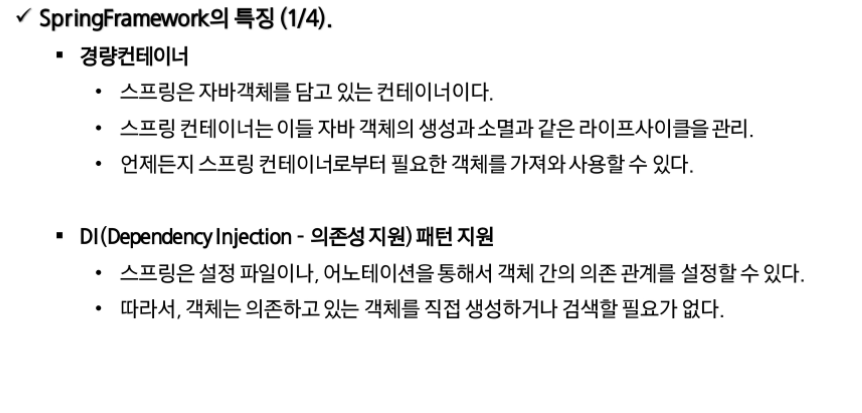 ✓ SpringFramework의 특징 (1/4).
▪ 경량컨테이너
• 스프링은 자바객체를 담고 있는 컨테이너이다.
• 스프링 컨테이너는 이들 자바 객체의 생성과 소멸과 같은 라이프사이클을 관리.
• 언제든지 스프링 컨테이너로부터 필요한 객체를 가져와 사용할 수 있다.
▪ DI(Dependency Injection - 의존성 지원) 패턴 지원
• 스프링은 설정 파일이나, 어노테이션을 통해서 객체 간의 의존 관계를 설정할 수 있다.
• 따라서, 객체는 의존하고 있는 객체를 직접 생성하거나 검색할 필요가 없다.